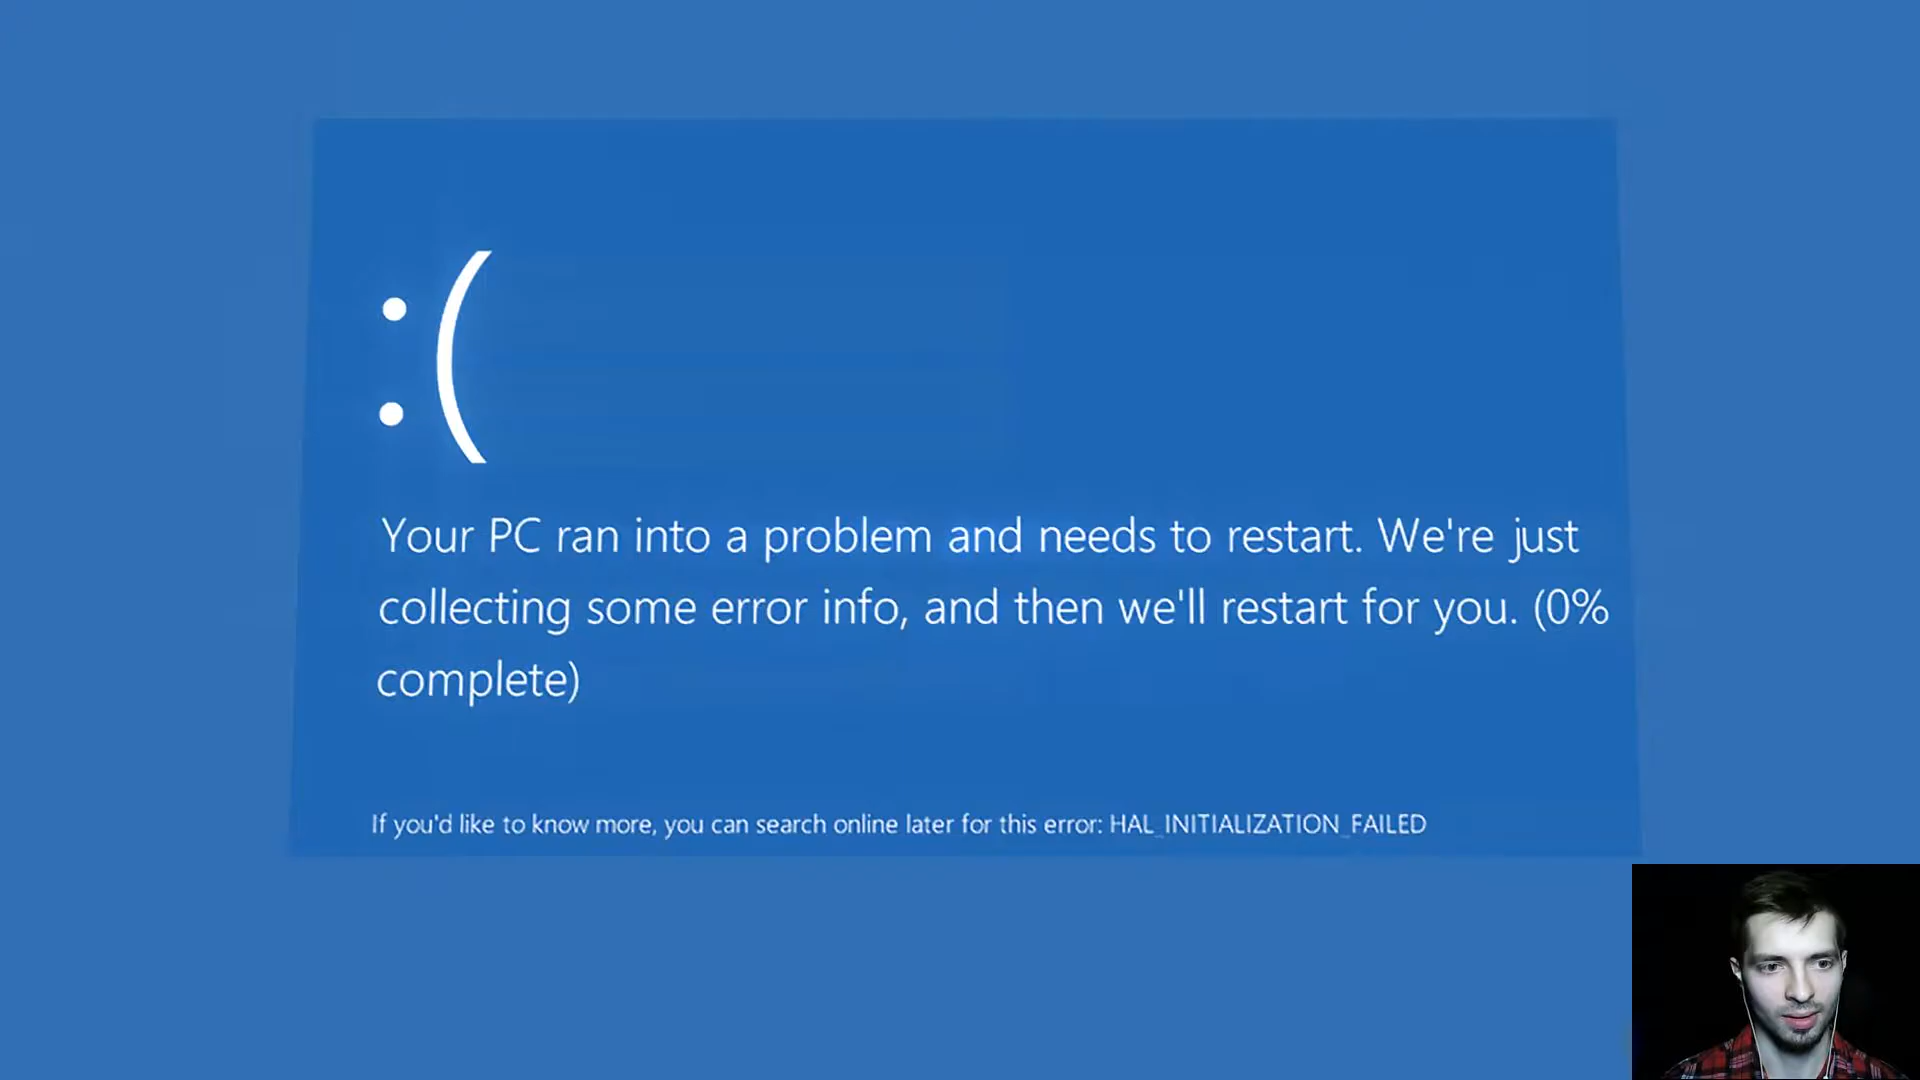 :(
Your PC ran into a problem and needs to restart. We're just
collecting some error info, and then we'll restart for you. (0%
complete)
If you'd like to know more, you can search online later for this error: HAL_INITIALIZATION_FAILED